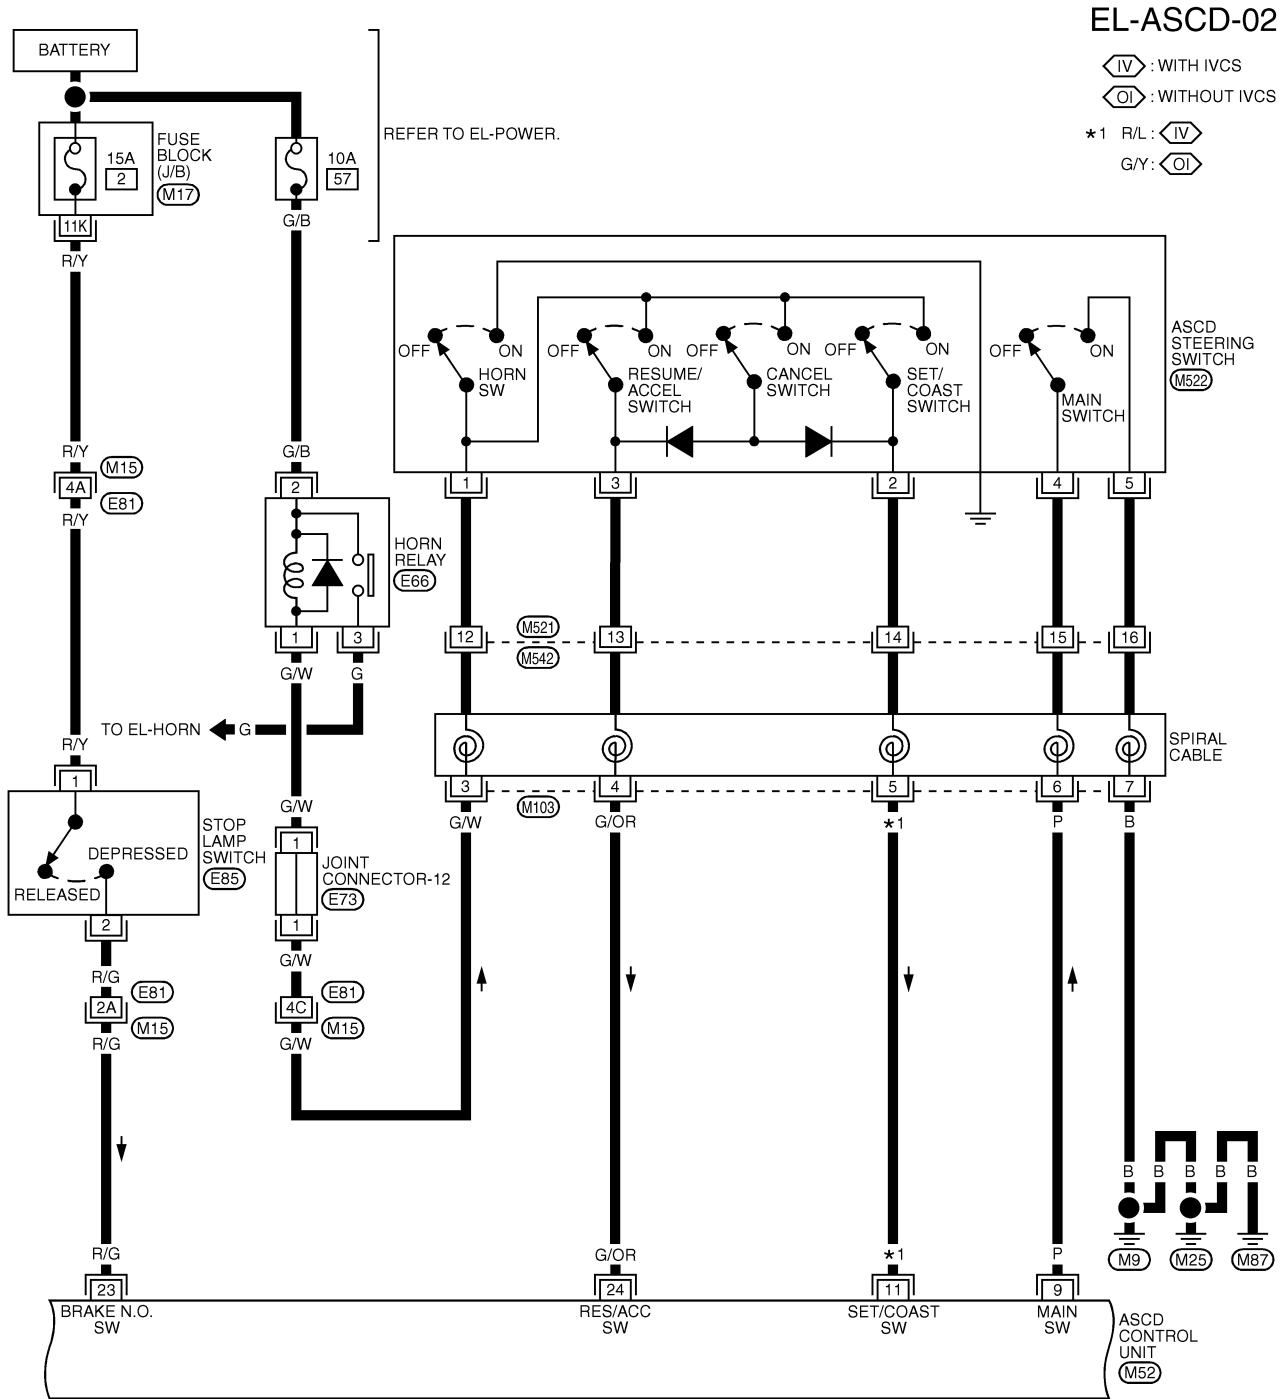 EL-ASCD-02
BATTERY
IV : WITH IVCS
OI : WITHOUT IVCS
*1 R/L : IV
G/Y : OI
REFER TO EL-POWER.
FUSE
BLOCK
(J/B)
M17
15A
2
10A
57
11K
G/B
R/Y
ASCD
STEERING
SWITCH
M522
OFF
ON
HORN
SW
OFF
ON
RESUME/
ACCEL
SWITCH
OFF
ON
CANCEL
SWITCH
OFF
ON
SET/
COAST
SWITCH
OFF
ON
MAIN
SWITCH
R/Y
M15
4A
E81
R/Y
G/B
2
1
3
2
4
5
HORN
RELAY
E66
1
3
G/W
G
12
M521
M542
13
14
15
16
TO EL-HORN
G
R/Y
SPIRAL
CABLE
1
3
M103
4
5
6
7
G/W
G/OR
*1
P
B
STOP
LAMP
SWITCH
E85
DEPRESSED
RELEASED
2
G/W
1
JOINT
CONNECTOR-12
E73
1
G/W
R/G
E81
2A
M15
R/G
E81
4C
M15
G/W
B
B
B
B
B
M9
M25
M87
R/G
G/OR
*1
P
23
24
11
9
BRAKE N.O.
SW
RES/ACC
SW
SET/COAST
SW
MAIN
SW
ASCD
CONTROL
UNIT
M52